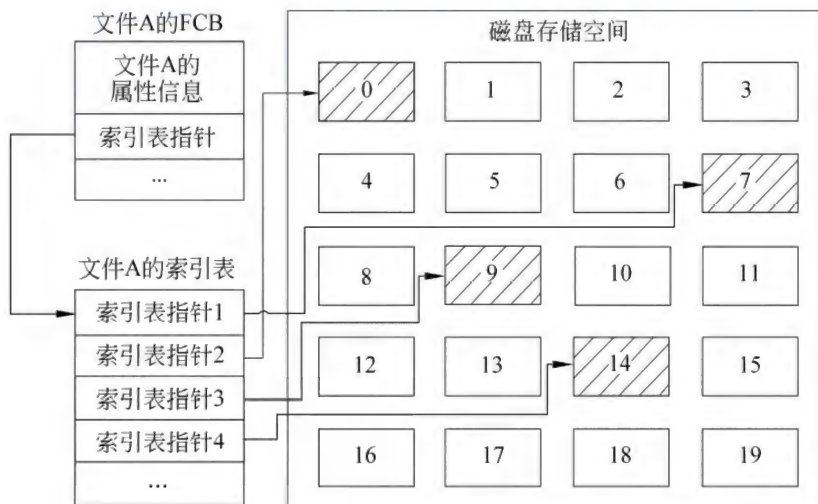 文件A的FCB
文件A的
属性信息
索引表指针
...
文件A的索引表
索引表指针1
索引表指针2
索引表指针3
索引表指针4
...
磁盘存储空间
0 1 2 3
4 5 6 7
8 9 10 11
12 13 14 15
16 17 18 19